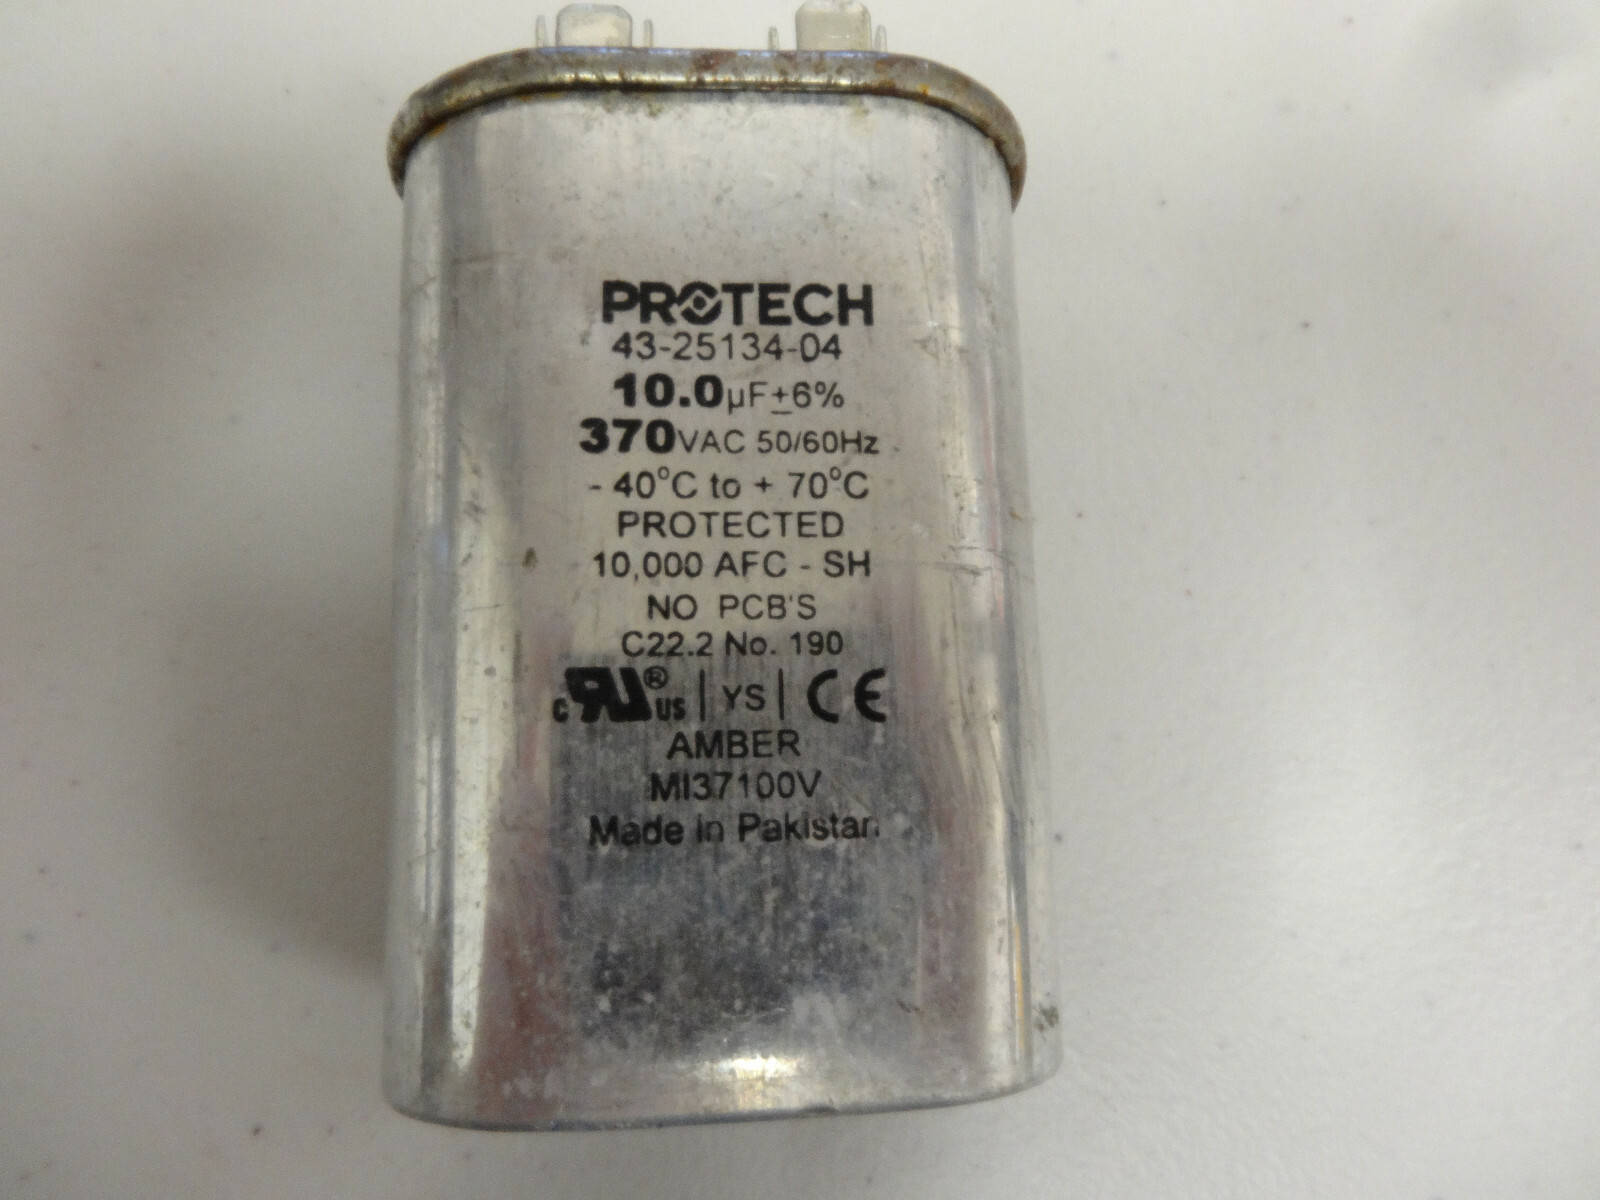 PROTECH
43-25134-04
10.0µF±6%
370VAC 50/60Hz
- 40°C to + 70°C
PROTECTED
10,000 AFC - SH
NO PCB'S
C22.2 No. 190
c RU ® US | YS | CE
AMBER
MI37100V
Made in Pakistan